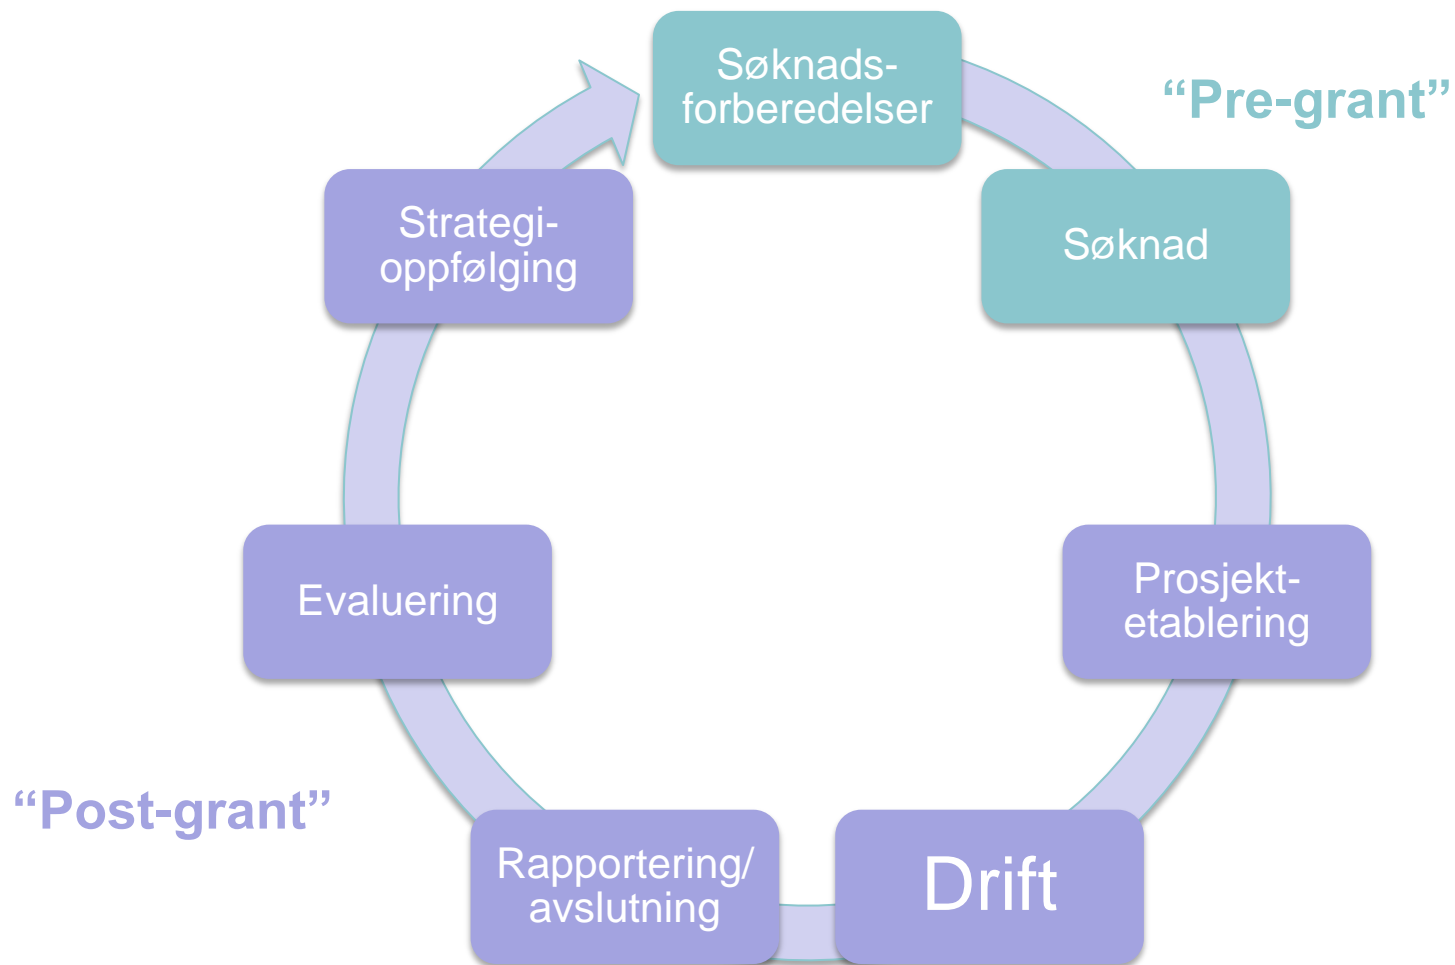 Søknads-
forberedelser
“Pre-grant”
Søknad
Prosjekt-
etablering
Drift
Rapportering/
avslutning
“Post-grant”
Evaluering
Strategi-
oppfølging